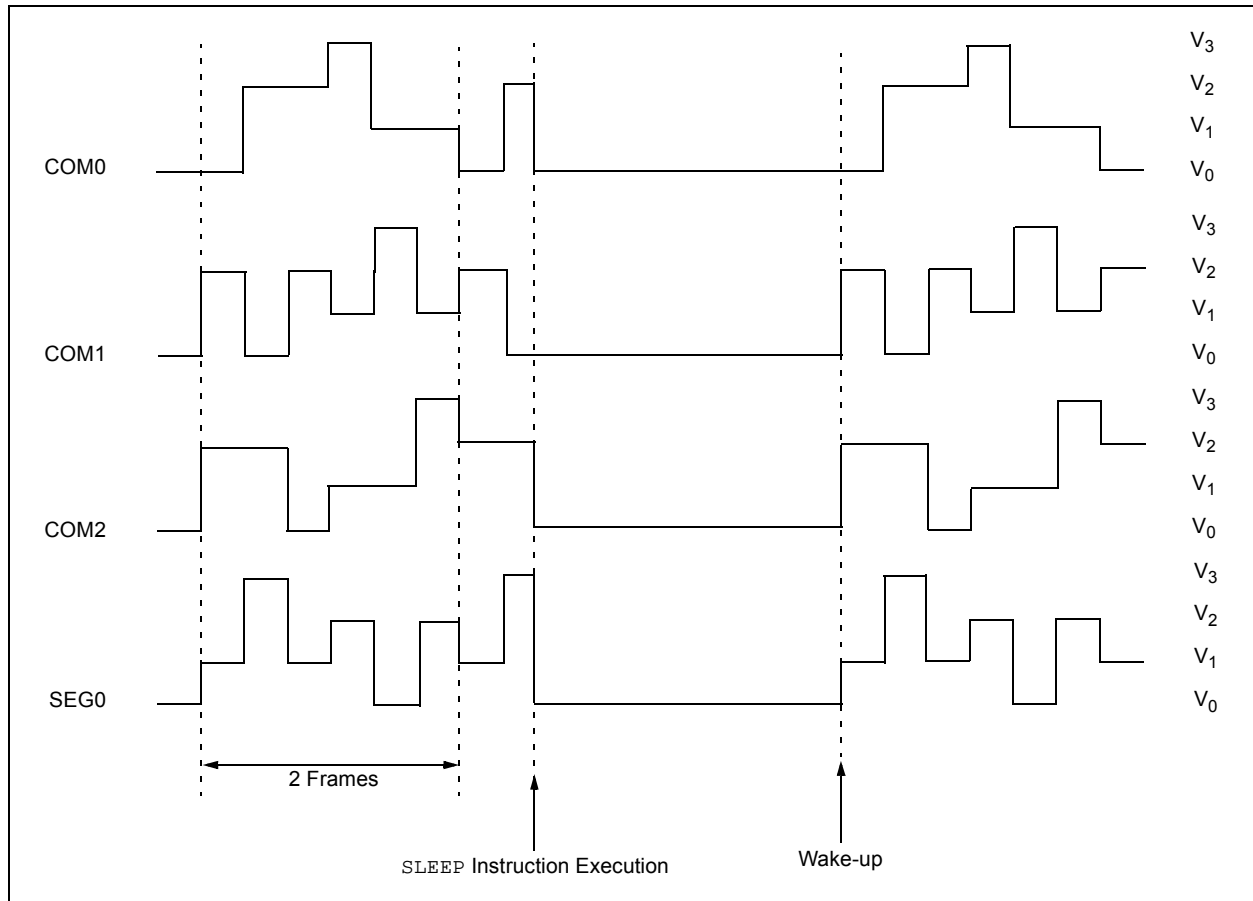 V3
V2
V1
COM0 V0
V3
V2
V1
COM1 V0
V3
V2
V1
COM2 V0
V3
V2
V1
SEG0 V0
2 Frames
SLEEP Instruction Execution
Wake-up